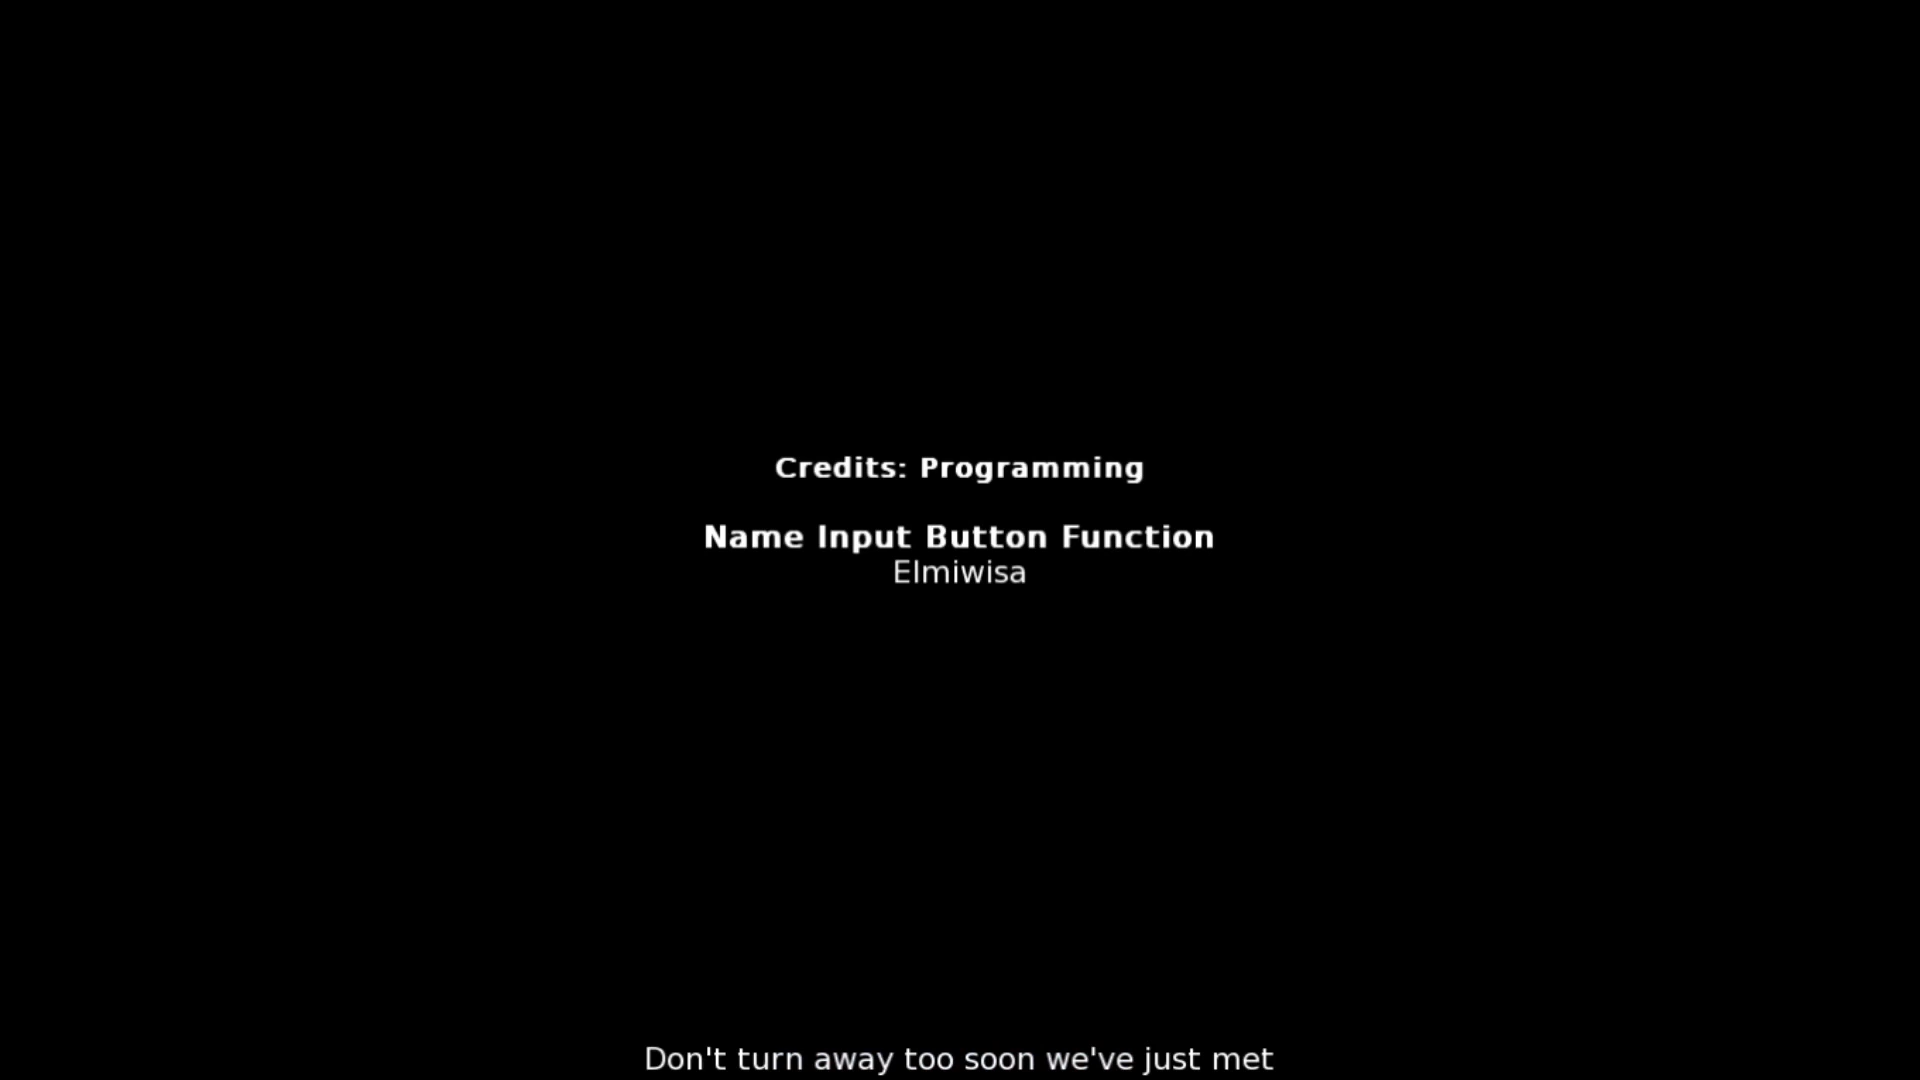 Credits: Programming
Name Input Button Function
Elmiwisa
Don't turn away too soon we've just met